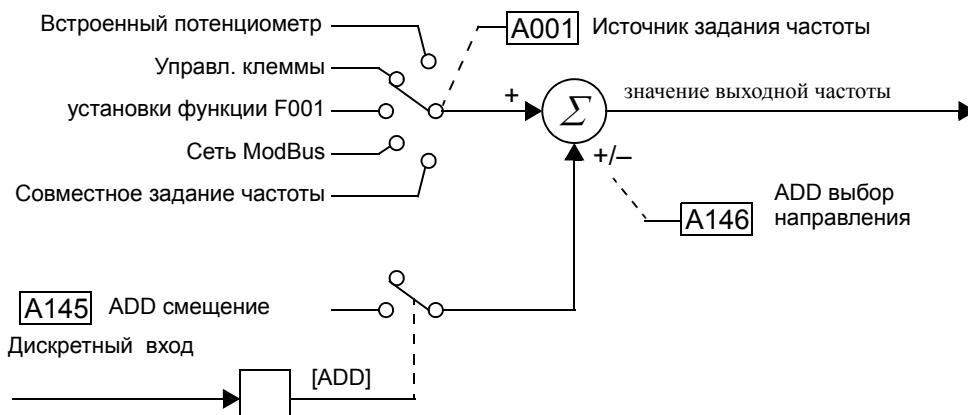 Встроенный потенциометр
A001 Источник задания частоты
Управл. клеммы
установки функции F001
+
Σ
значение выходной частоты
Сеть ModBus
+/−
Совместное задание частоты
ADD выбор
направления
A146
A145 ADD смещение
Дискретный вход
[ADD]